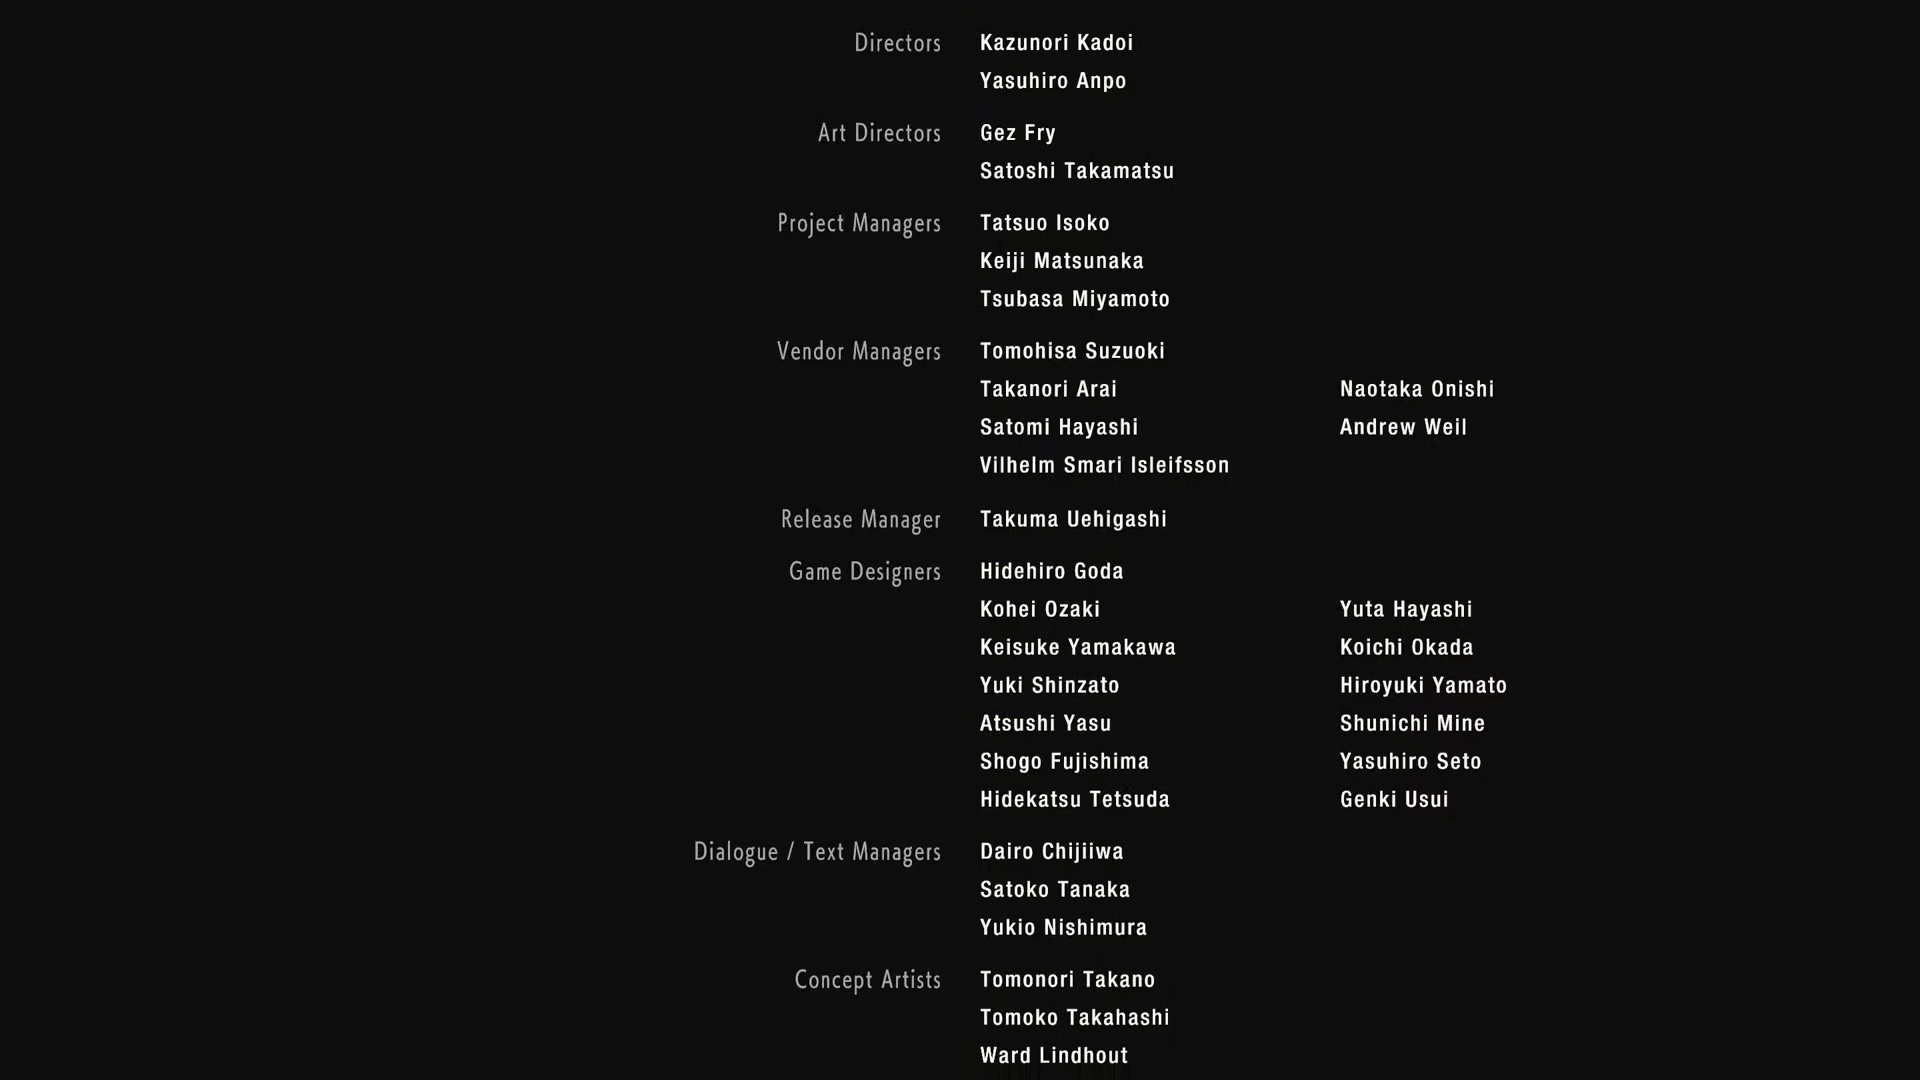 Directors Kazunori Kadoi
Yasuhiro Anpo
Art Directors Gez Fry
Satoshi Takamatsu
Project Managers Tatsuo Isoko
Keiji Matsunaka
Tsubasa Miyamoto
Vendor Managers Tomohisa Suzuoki
Takanori Arai Naotaka Onishi
Satomi Hayashi Andrew Weil
Vilhelm Smari Isleifsson
Release Manager Takuma Uehigashi
Game Designers Hidehiro Goda
Kohei Ozaki Yuta Hayashi
Keisuke Yamakawa Koichi Okada
Yuki Shinzato Hiroyuki Yamato
Atsushi Yasu Shunichi Mine
Shogo Fujishima Yasuhiro Seto
Hidekatsu Tetsuda Genki Usui
Dialogue / Text Managers Dairo Chijiiwa
Satoko Tanaka
Yukio Nishimura
Concept Artists Tomonori Takano
Tomoko Takahashi
Ward Lindhout